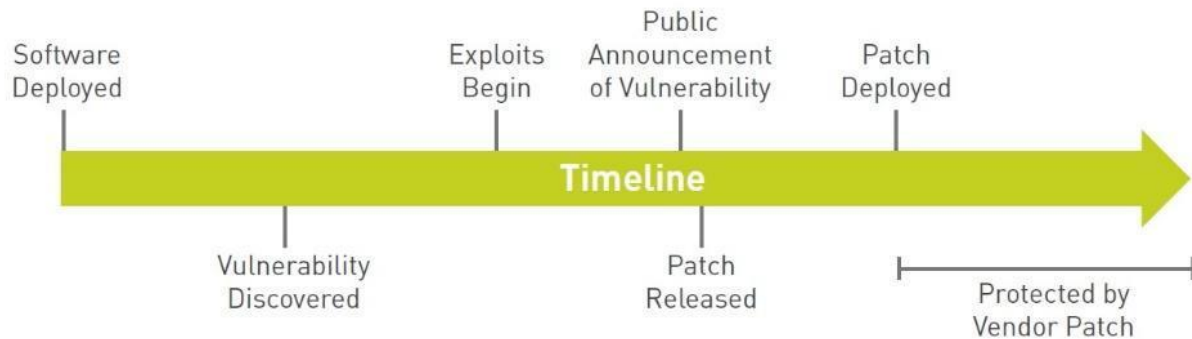 Software
Deployed
Exploits
Begin
Public
Announcement
of Vulnerability
Patch
Deployed
Timeline
Vulnerability
Discovered
Patch
Released
Protected by
Vendor Patch